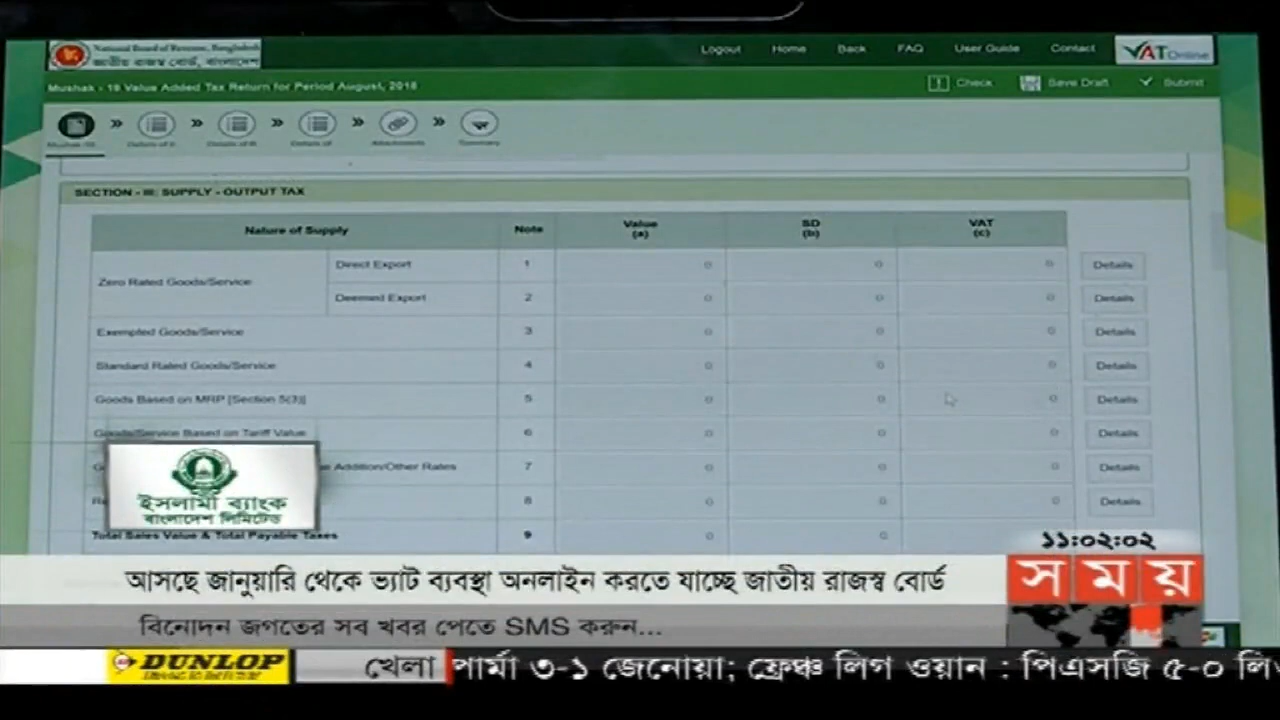 National Board of Revenue, Bangladesh
জাতীয় রাজস্ব বোর্ড, বাংলাদেশ
Logout Home Back FAQ User Guide Contact VAT Online
Mushak - 19 Value Added Tax Return for Period August, 2018
Check Save Draft Submit
Attachments Summary
SECTION - III: SUPPLY - OUTPUT TAX
Nature of Supply Note Value (a) SD (b) VAT (c)
Zero Rated Goods/Service
Direct Export 1 0 0 0 Details
Deemed Export 2 0 0 0 Details
Exempted Goods/Service 3 0 0 0 Details
Standard Rated Goods/Service 4 0 0 0 Details
Goods Based on MRP [Section 5(3)] 5 0 0 0 Details
Goods/Service Based on Tariff Value 6 0 0 0 Details
Addition/Other Rates 7 0 0 0 Details
8 0 0 0 Details
Total Sales Value & Total Payable Taxes 9 0 0
ইসলামী ব্যাংক
বাংলাদেশ লিমিটেড
১১:০২:০২
আসছে জানুয়ারি থেকে ভ্যাট ব্যবস্থা অনলাইন করতে যাচ্ছে জাতীয় রাজস্ব বোর্ড
সময়
বিনোদন জগতের সব খবর পেতে SMS করুন...
DUNLOP
খেলা পার্মা ৩-১ জেনোয়া; ফ্রেঞ্চ লিগ ওয়ান : পিএসজি ৫-০ লি